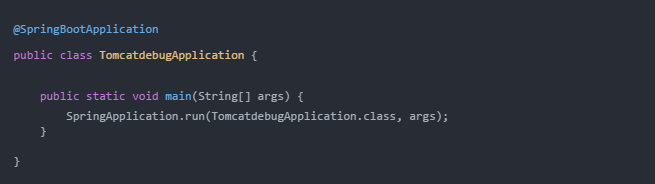 @SpringBootApplication
public class TomcatdebugApplication {
public static void main(String[] args) {
SpringApplication.run(TomcatdebugApplication.class, args);
}
}